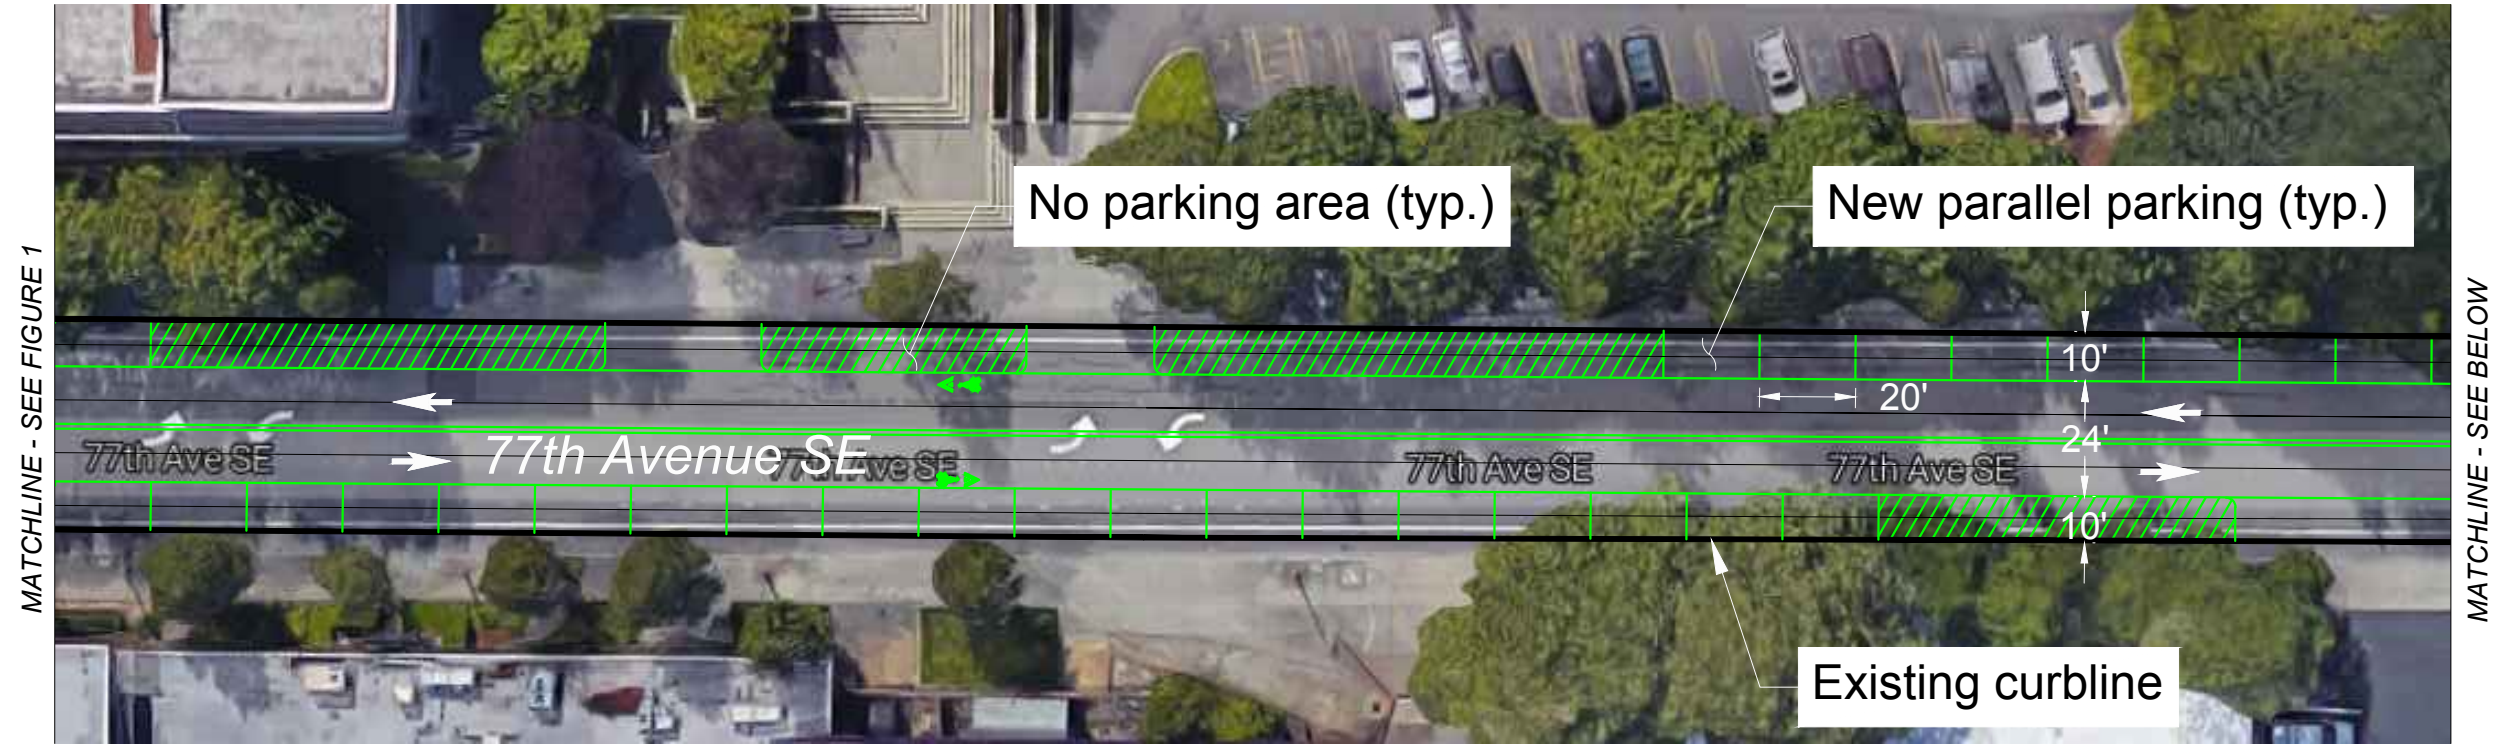 MATCHLINE - SEE FIGURE 1
No parking area (typ.)
New parallel parking (typ.)
10'
20'
24'
77th Avenue SE
77th Ave SE
77th Ave SE
77th Ave SE
77th Ave SE
10'
Existing curbline
MATCHLINE - SEE BELOW